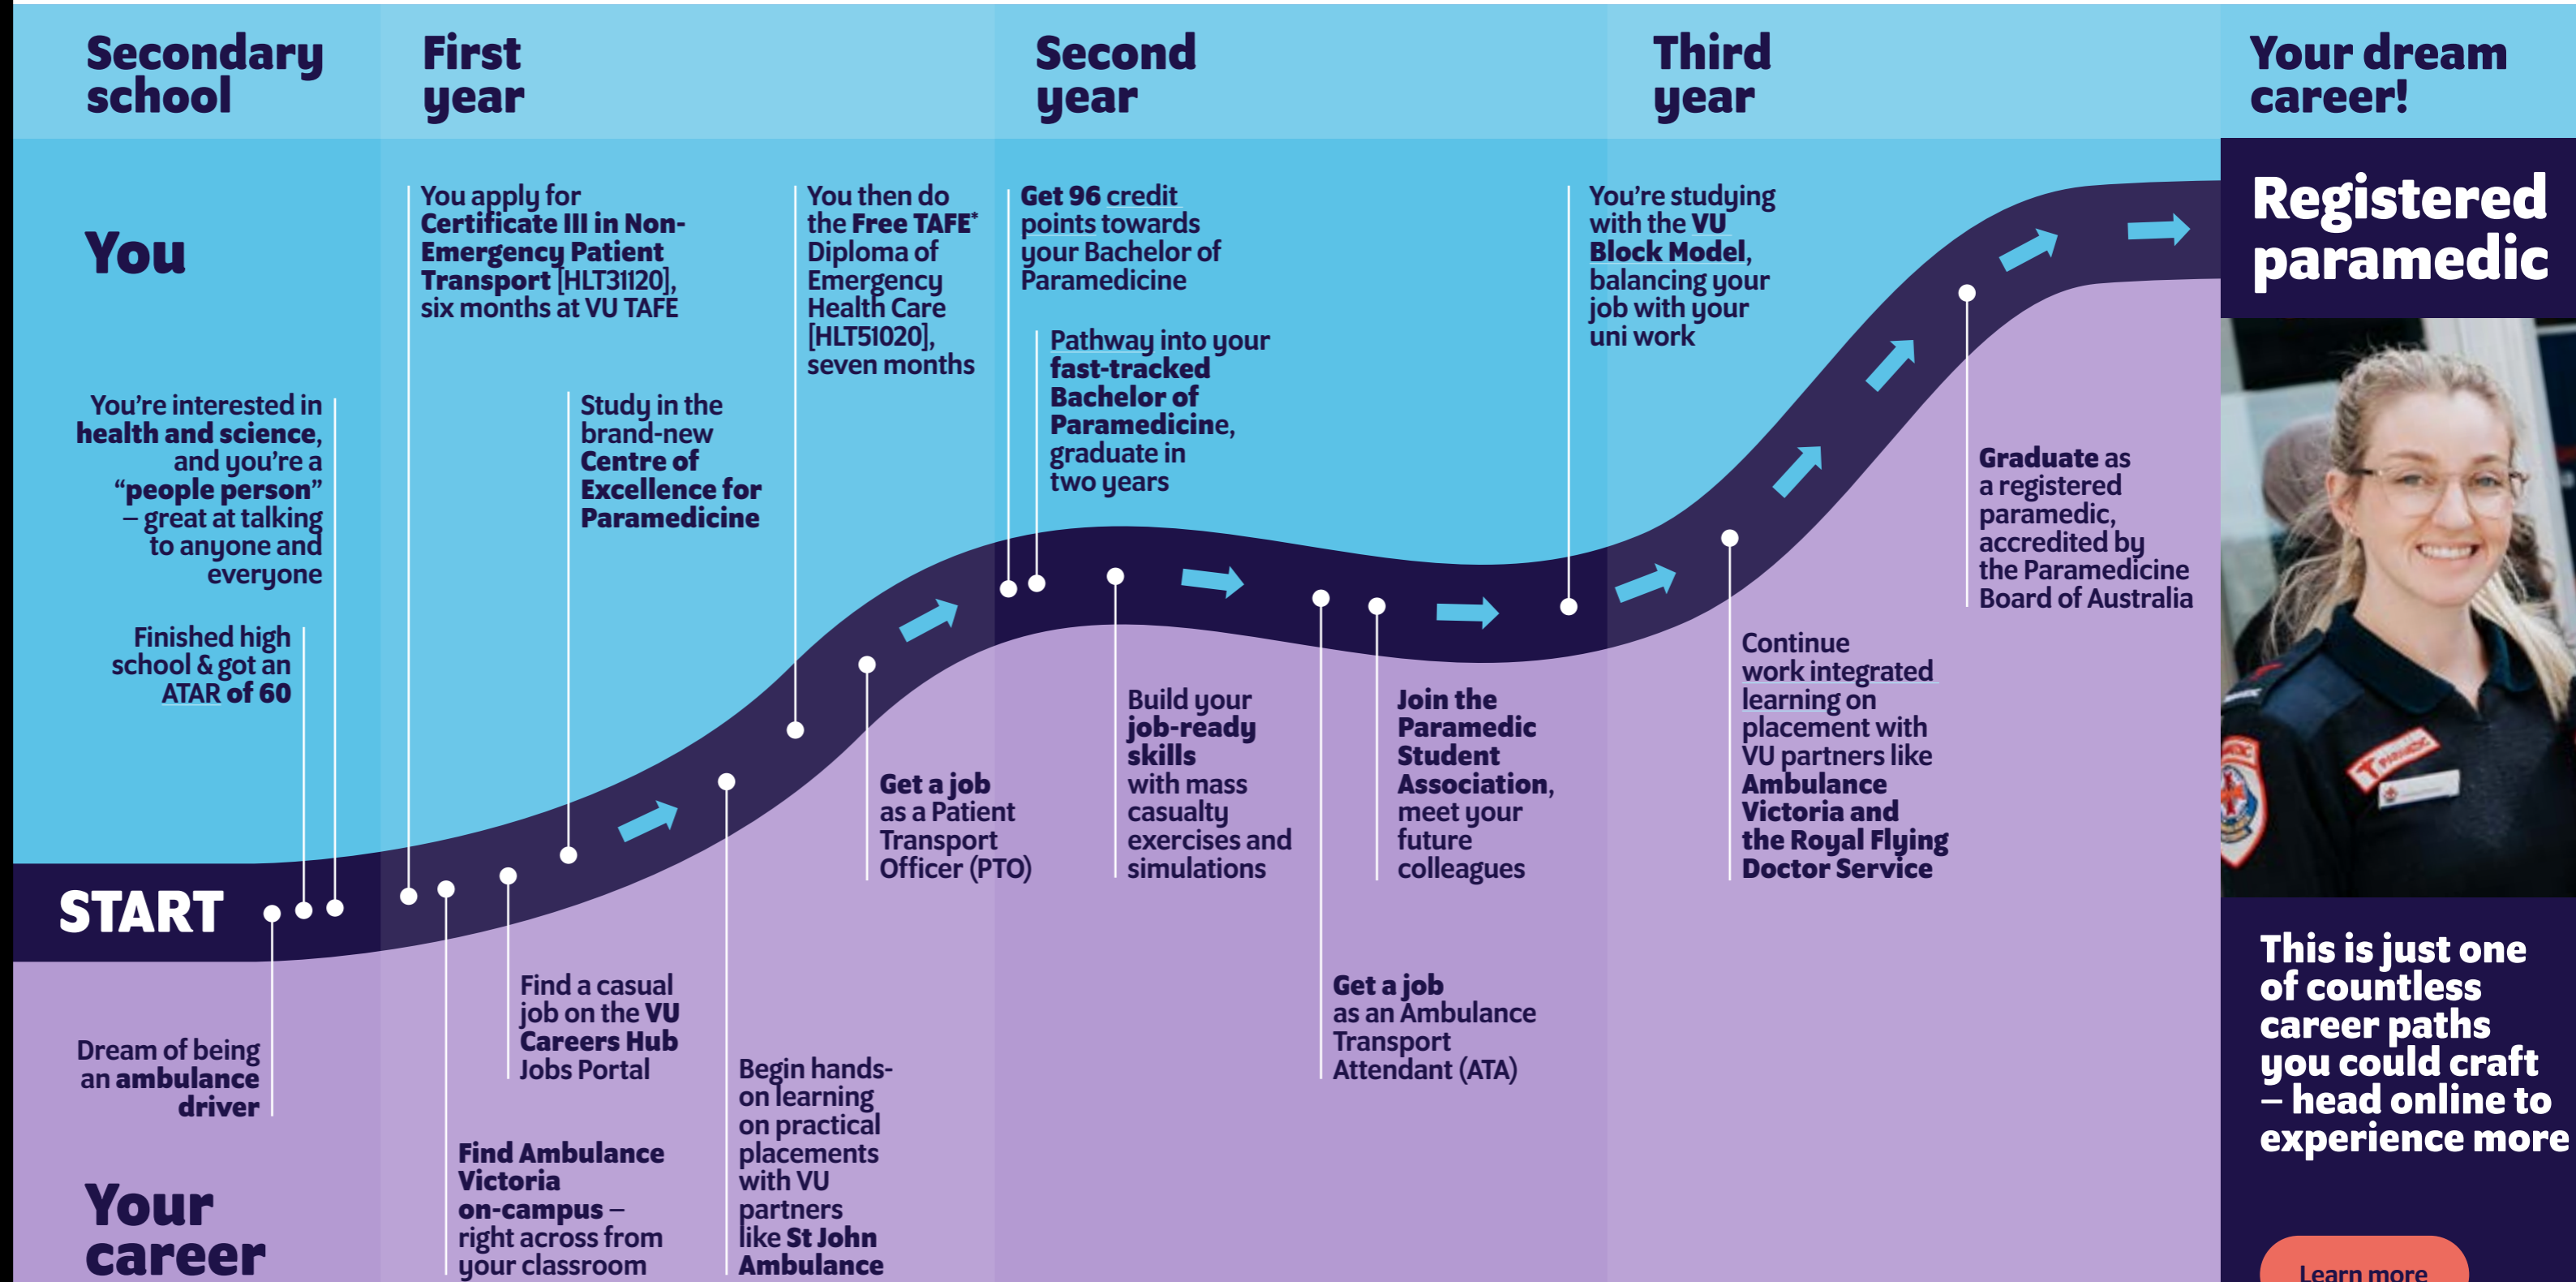 Secondary
school
First
year
Second
year
Third
year
Your dream
career!
You
You're interested in
health and science,
and you're a
“people person”
– great at talking
to anyone and
everyone
Finished high
school & got an
ATAR of 60
START
Dream of being
an ambulance
driver
Your
career
You apply for
Certificate III in Non-
Emergency Patient
Transport [HLT31120],
six months at VU TAFE
Study in the
brand-new
Centre of
Excellence for
Paramedicine
You then do
the Free TAFE*
Diploma of
Emergency
Health Care
[HLT51020],
seven months
Get a job
as a Patient
Transport
Officer (PTO)
Find a casual
job on the VU
Careers Hub
Jobs Portal
Find Ambulance
Victoria
on-campus –
right across from
your classroom
Begin hands-
on learning
on practical
placements
with VU
partners
like St John
Ambulance
Get 96 credit
points towards
your Bachelor of
Paramedicine
Pathway into your
fast-tracked
Bachelor of
Paramedicine,
graduate in
two years
Build your
job-ready
skills
with mass
casualty
exercises and
simulations
Join the
Paramedic
Student
Association,
meet your
future
colleagues
Get a job
as an Ambulance
Transport
Attendant (ATA)
You're studying
with the VU
Block Model,
balancing your
job with your
uni work
Continue
work integrated
learning on
placement with
VU partners like
Ambulance
Victoria and
the Royal Flying
Doctor Service
Graduate as
a registered
paramedic,
accredited by
the Paramedicine
Board of Australia
Registered
paramedic
PARAMEDIC
This is just one
of countless
career paths
you could craft
– head online to
experience more
Learn more